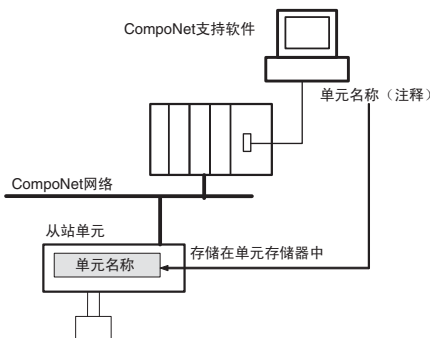 CompoNet支持软件
单元名称（注释）
CompoNet网络
从站单元
单元名称
存储在单元存储器中